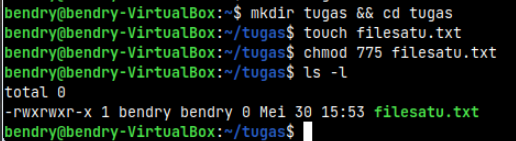 bendry@bendry-VirtualBox:~$ mkdir tugas && cd tugas
bendry@bendry-VirtualBox:~/tugas$ touch filesatu.txt
bendry@bendry-VirtualBox:~/tugas$ chmod 775 filesatu.txt
bendry@bendry-VirtualBox:~/tugas$ ls -l
total 0
-rwxrwxr-x 1 bendry bendry 0 Mei 30 15:53 filesatu.txt
bendry@bendry-VirtualBox:~/tugas$